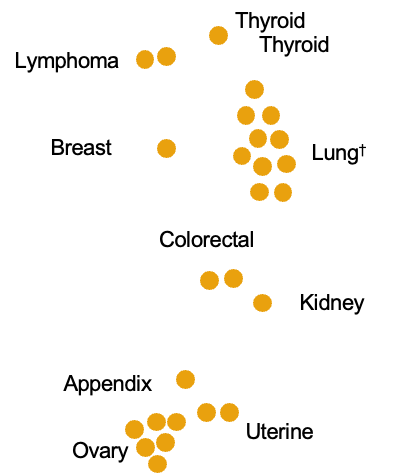 Thyroid
Thyroid
Lymphoma
Breast
Lung†
Colorectal
Kidney
Appendix
Uterine
Ovary